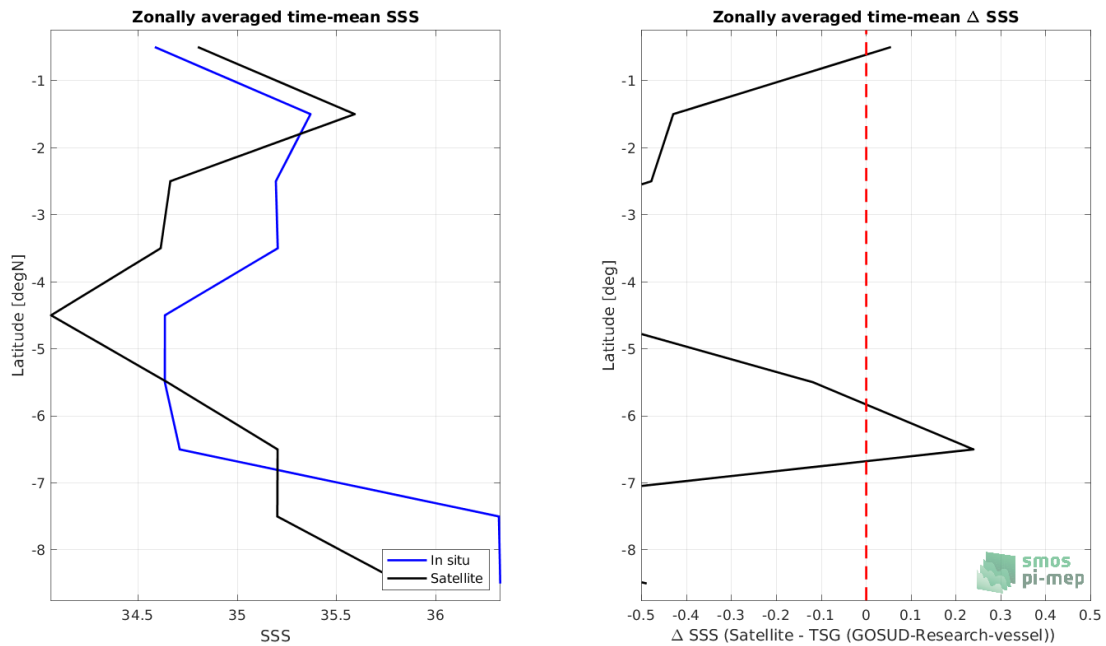 Zonally averaged time-mean SSS
-1
-2
-3
-4
-5
-6
-7
-8
Latitude [degN]
34.5 35 35.5 36
SSS
In situ
Satellite
Zonally averaged time-mean Δ SSS
-1
-2
-3
-4
-5
-6
-7
-8
Latitude [deg]
-0.5 -0.4 -0.3 -0.2 -0.1 0 0.1 0.2 0.3 0.4 0.5
Δ SSS (Satellite - TSG (GOSUD-Research-vessel))
smos
pi-mep